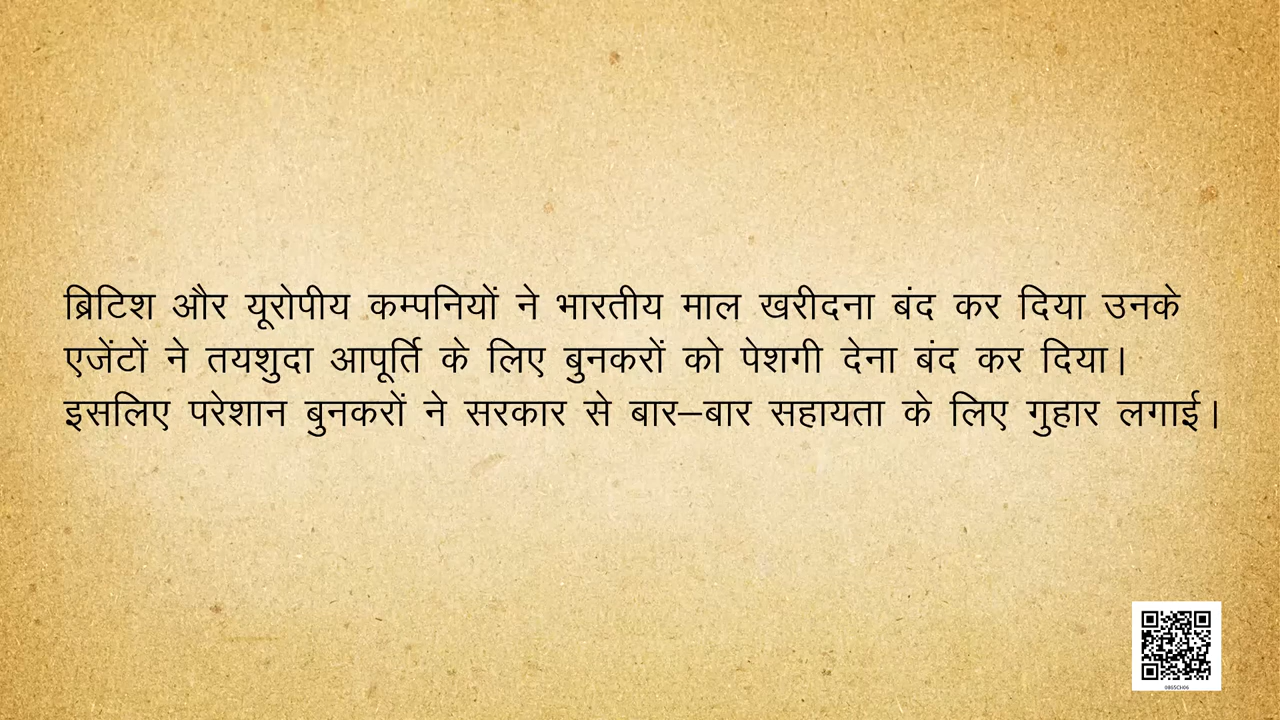 ब्रिटिश और यूरोपीय कम्पनियों ने भारतीय माल खरीदना बंद कर दिया उनके
एजेंटों ने तयशुदा आपूर्ति के लिए बुनकरों को पेशगी देना बंद कर दिया।
इसलिए परेशान बुनकरों ने सरकार से बार–बार सहायता के लिए गुहार लगाई।
0865CH06